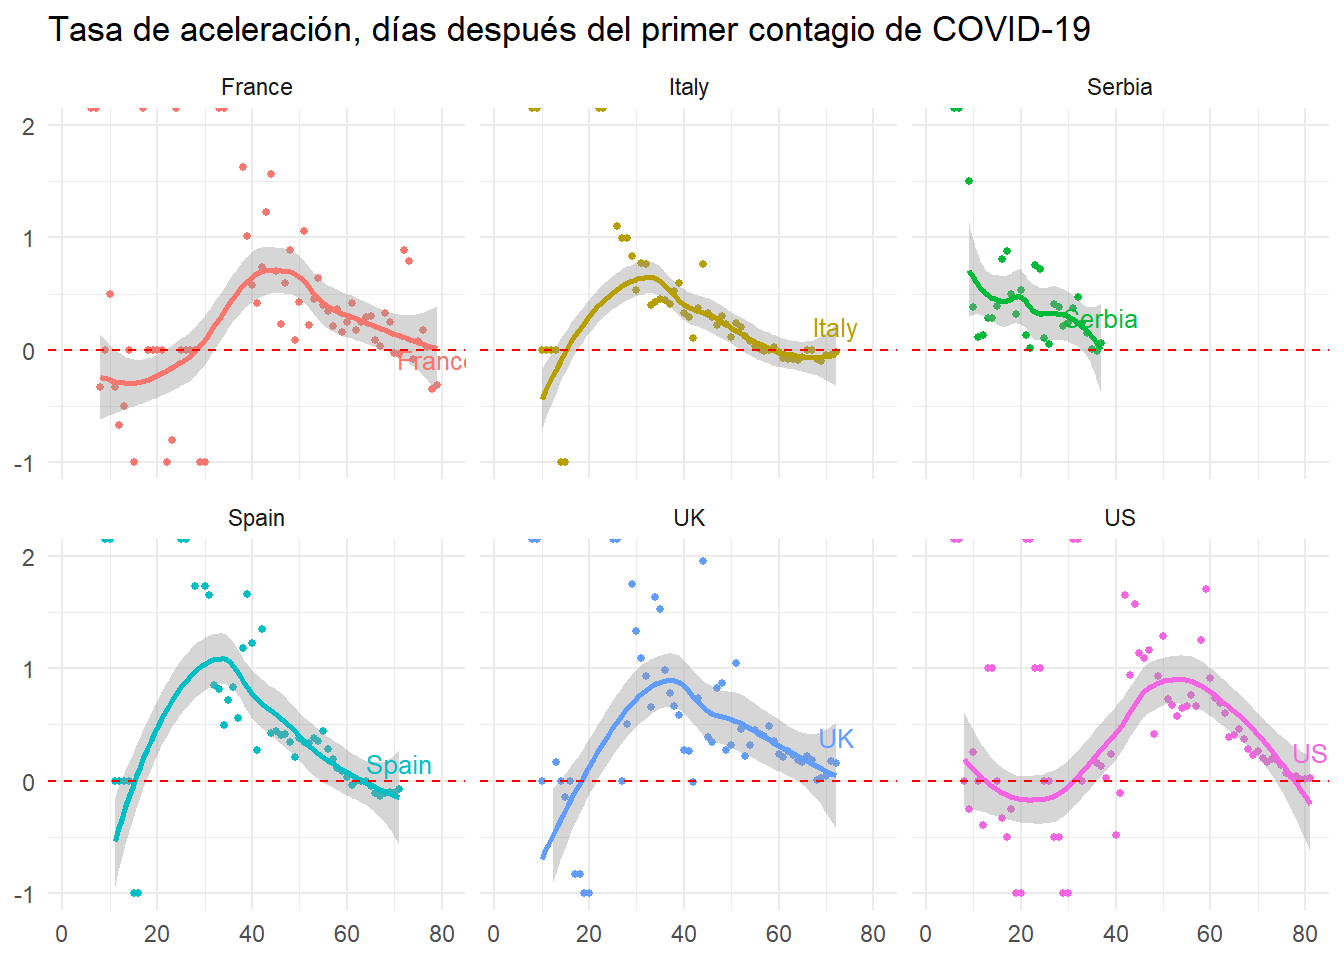 Tasa de aceleración, días después del primer contagio de COVID-19
France
Italy
Serbia
2
1
0
-1
France
Italy
Serbia
Spain
UK
US
2
1
0
-1
Spain
UK
US
0 20 40 60 80
0 20 40 60 80
0 20 40 60 80